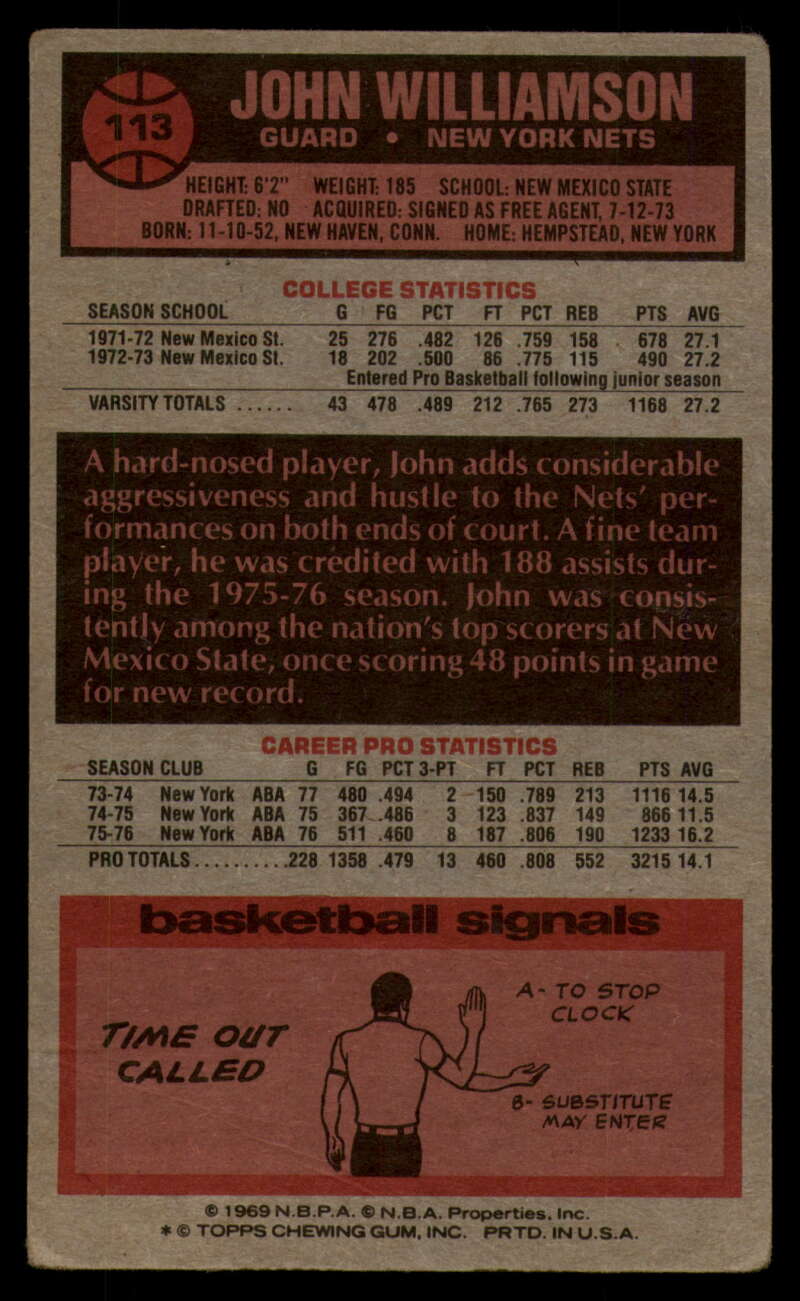 113
JOHN WILLIAMSON
GUARD • NEW YORK NETS
HEIGHT: 6'2" WEIGHT: 185 SCHOOL: NEW MEXICO STATE
DRAFTED: NO ACQUIRED: SIGNED AS FREE AGENT, 7-12-73
BORN: 11-10-52, NEW HAVEN, CONN. HOME: HEMPSTEAD, NEW YORK
COLLEGE STATISTICS
SEASON SCHOOL G FG PCT FT PCT REB PTS AVG
1971-72 New Mexico St. 25 276 .482 126 .759 158 678 27.1
1972-73 New Mexico St. 18 202 .500 86 .775 115 490 27.2
Entered Pro Basketball following junior season
VARSITY TOTALS ...... 43 478 .489 212 .765 273 1168 27.2
A hard-nosed player, John adds considerable
aggressiveness and hustle to the Nets' per-
formances on both ends of court. A fine team
player, he was credited with 188 assists dur-
ing the 1975-76 season. John was consis-
tently among the nation's top scorers at New
Mexico State, once scoring 48 points in game
for new record.
CAREER PRO STATISTICS
SEASON CLUB G FG PCT 3-PT FT PCT REB PTS AVG
73-74 New York ABA 77 480 .494 2 150 .789 213 1116 14.5
74-75 New York ABA 75 367 .486 3 123 .837 149 866 11.5
75-76 New York ABA 76 511 .460 8 187 .806 190 1233 16.2
PRO TOTALS..........228 1358 .479 13 460 .808 552 3215 14.1
basketball signals
TIME OUT
CALLED
A- TO STOP
CLOCK
B- SUBSTITUTE
MAY ENTER
© 1969 N.B.P.A. © N.B.A. Properties, Inc.
* © TOPPS CHEWING GUM, INC. PRTD. IN U.S.A.